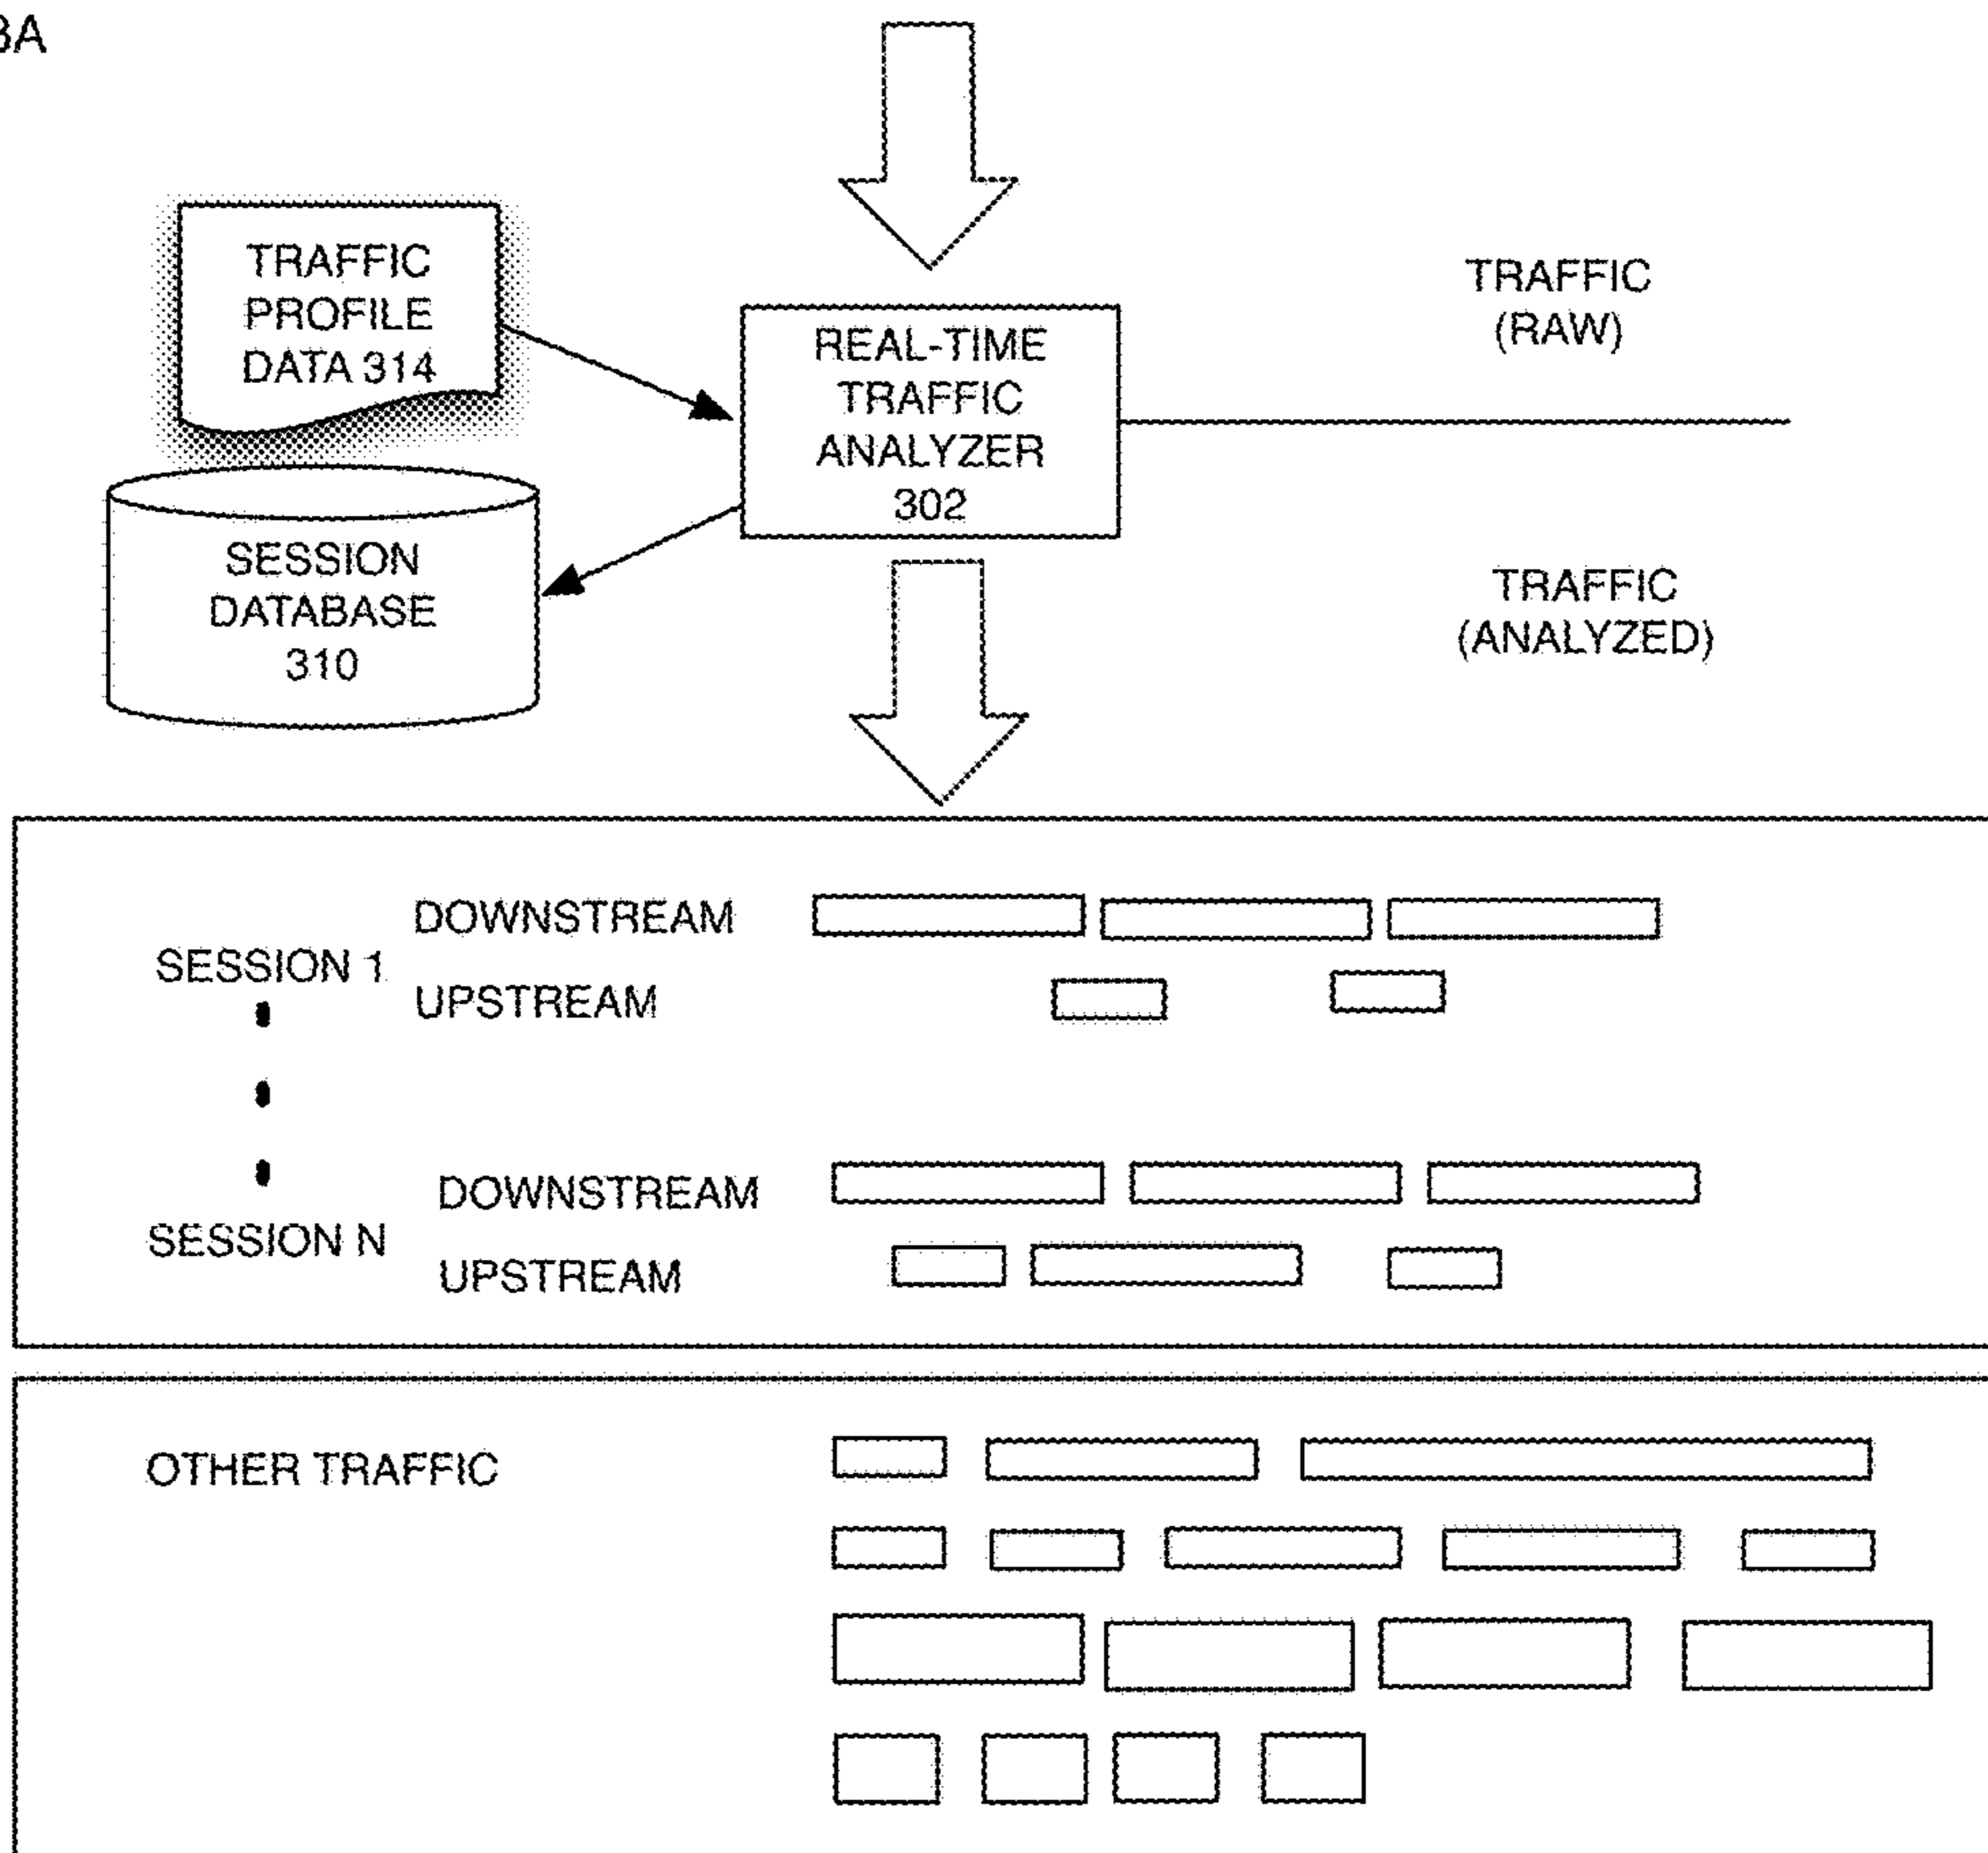 3A
TRAFFIC
PROFILE
DATA 314
REAL-TIME
TRAFFIC
ANALYZER
302
TRAFFIC
(RAW)
SESSION
DATABASE
310
TRAFFIC
(ANALYZED)
SESSION 1
DOWNSTREAM
UPSTREAM
SESSION N
DOWNSTREAM
UPSTREAM
OTHER TRAFFIC